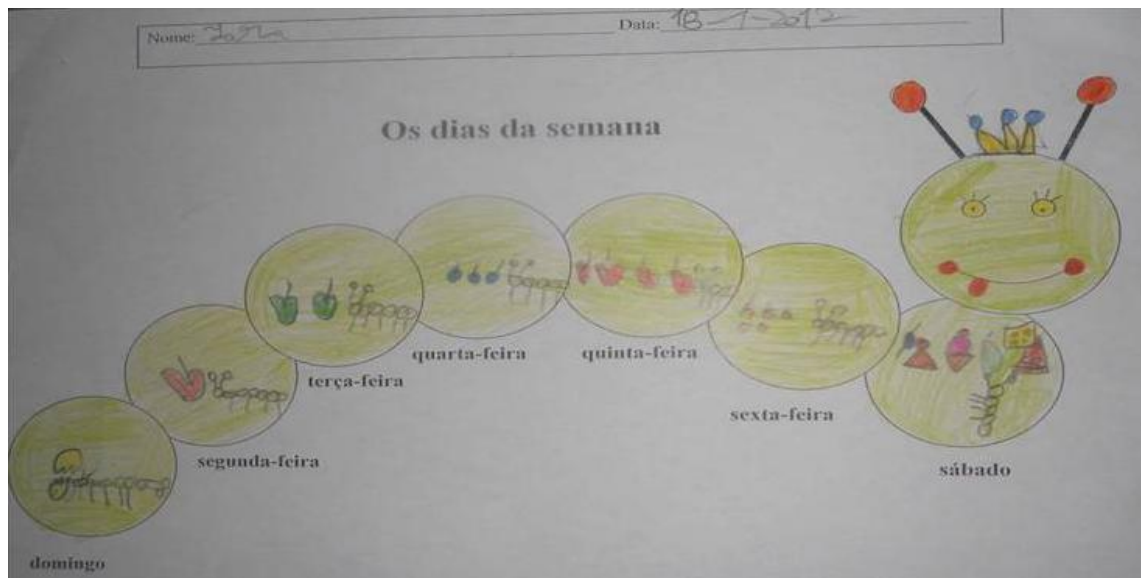 Nome:
Data: 18-1-2012
Os dias da semana
domingo
segunda-feira
terça-feira
quarta-feira
quinta-feira
sexta-feira
sábado